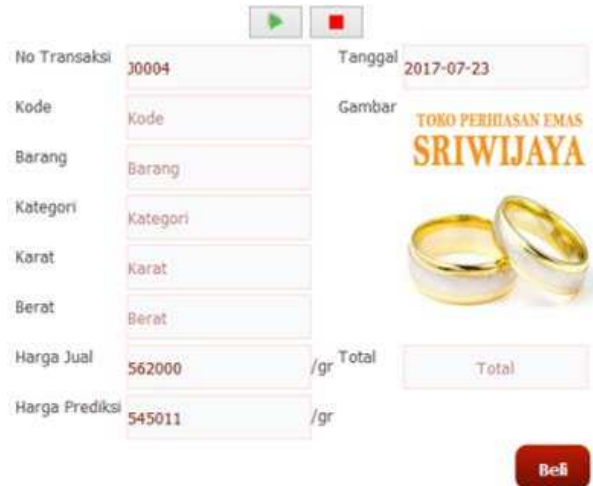 No Transaksi J0004 Tanggal 2017-07-23
Kode Kode Gambar
TOKO PERHIASAN EMAS
SRIWIJAYA
Barang Barang
Kategori Kategori
Karat Karat
Berat Berat
Harga Jual 562000 /gr Total Total
Harga Prediksi 545011 /gr
Beli